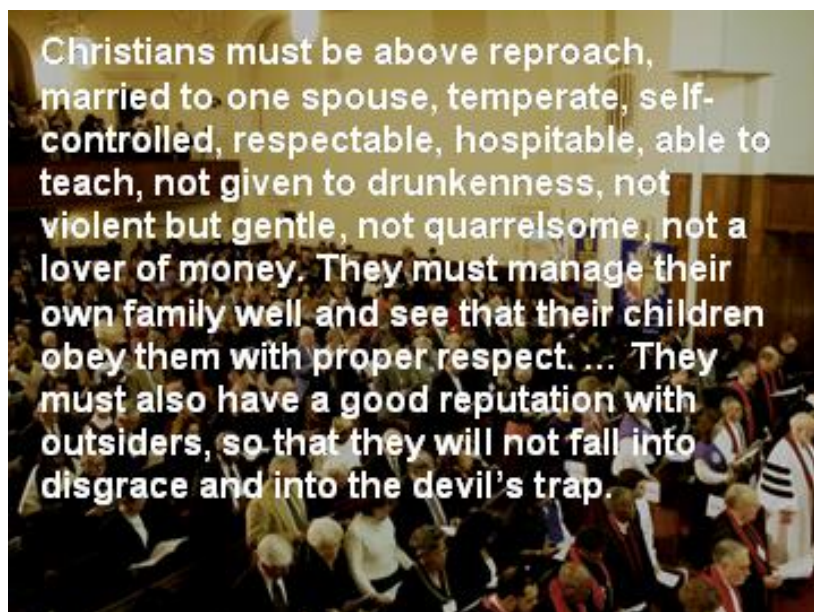 Christians must be above reproach,
married to one spouse, temperate, self-
controlled, respectable, hospitable, able to
teach, not given to drunkenness, not
violent but gentle, not quarrelsome, not a
lover of money. They must manage their
own family well and see that their children
obey them with proper respect. ... They
must also have a good reputation with
outsiders, so that they will not fall into
disgrace and into the devil’s trap.